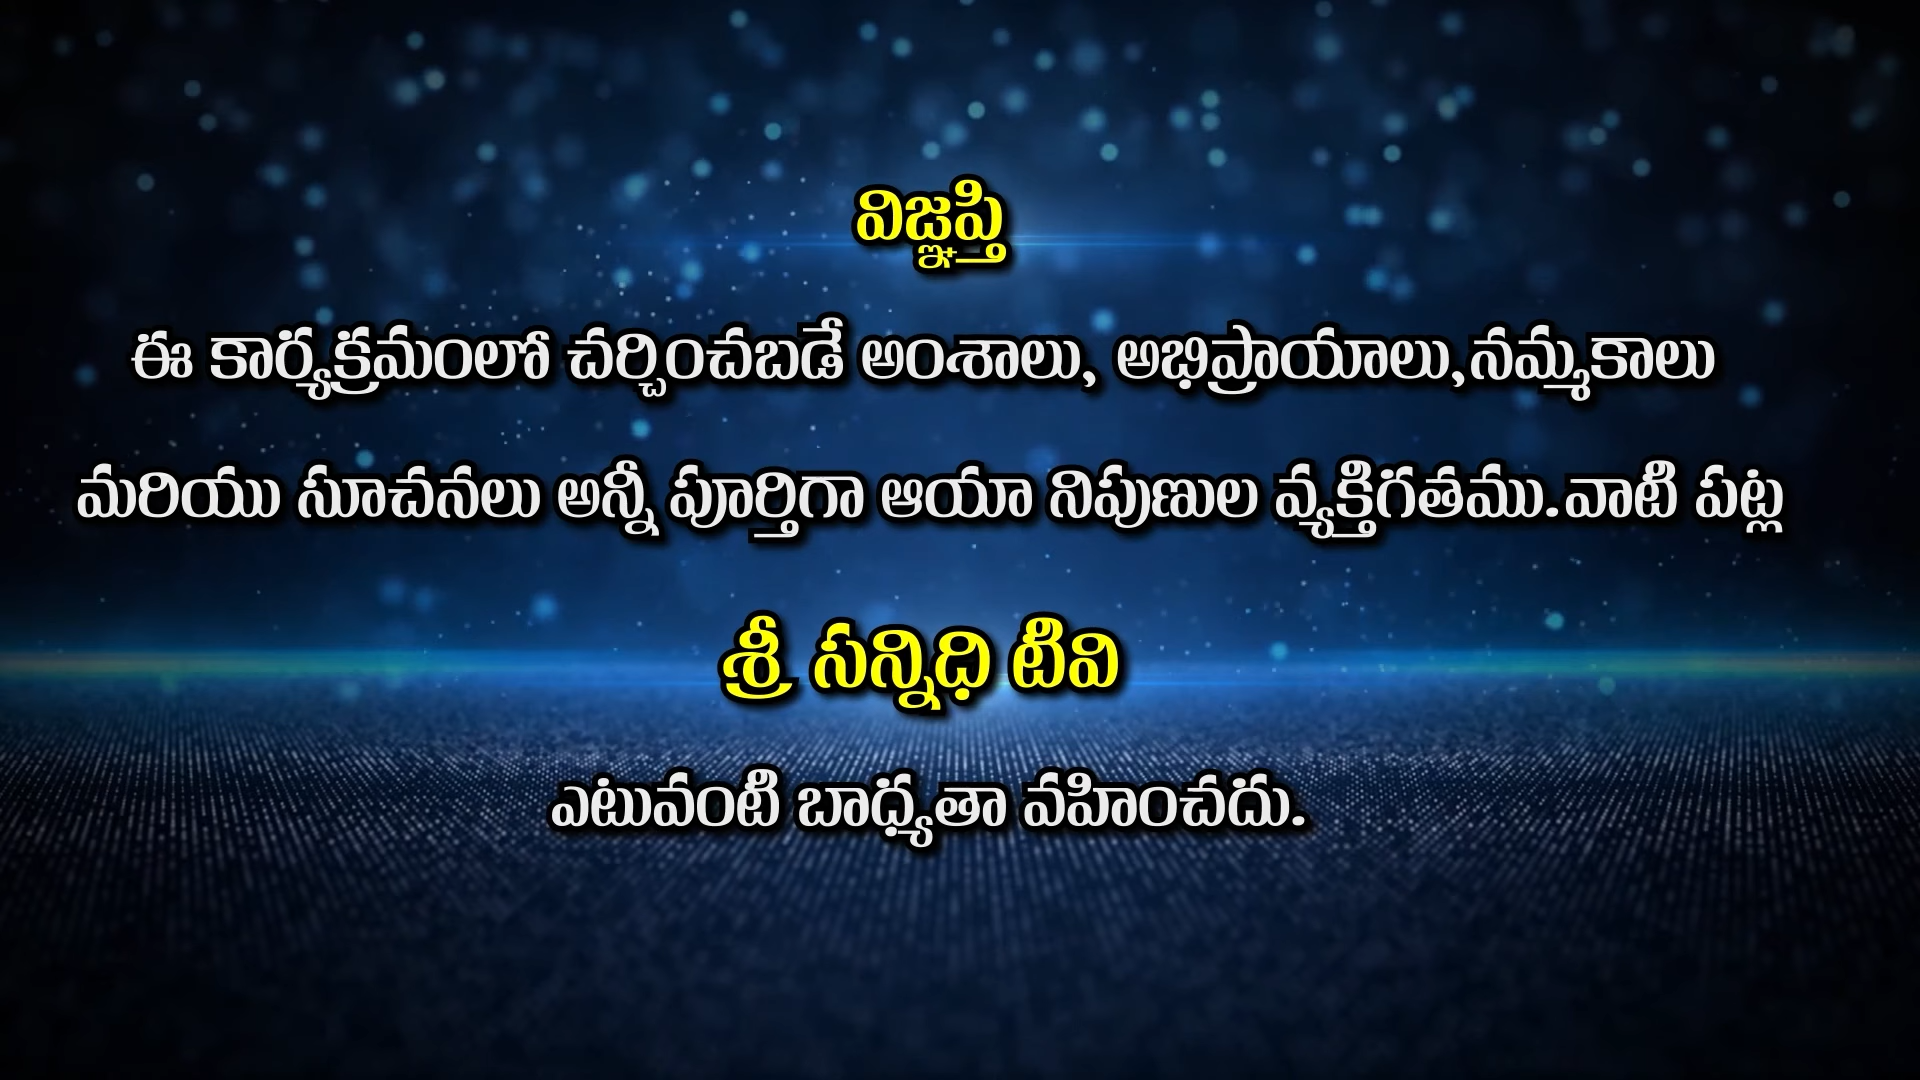 విజ్ఞప్తి
ఈ కార్యక్రమంలో చర్చించబడే అంశాలు, అభిప్రాయాలు,నమ్మకాలు
మరియు సూచనలు అన్నీ పూర్తిగా ఆయా నిపుణుల వ్యక్తిగతము.వాటి పట్ల
శ్రీ సన్నిధి టివి
ఎటువంటి బాధ్యతా వహించదు.